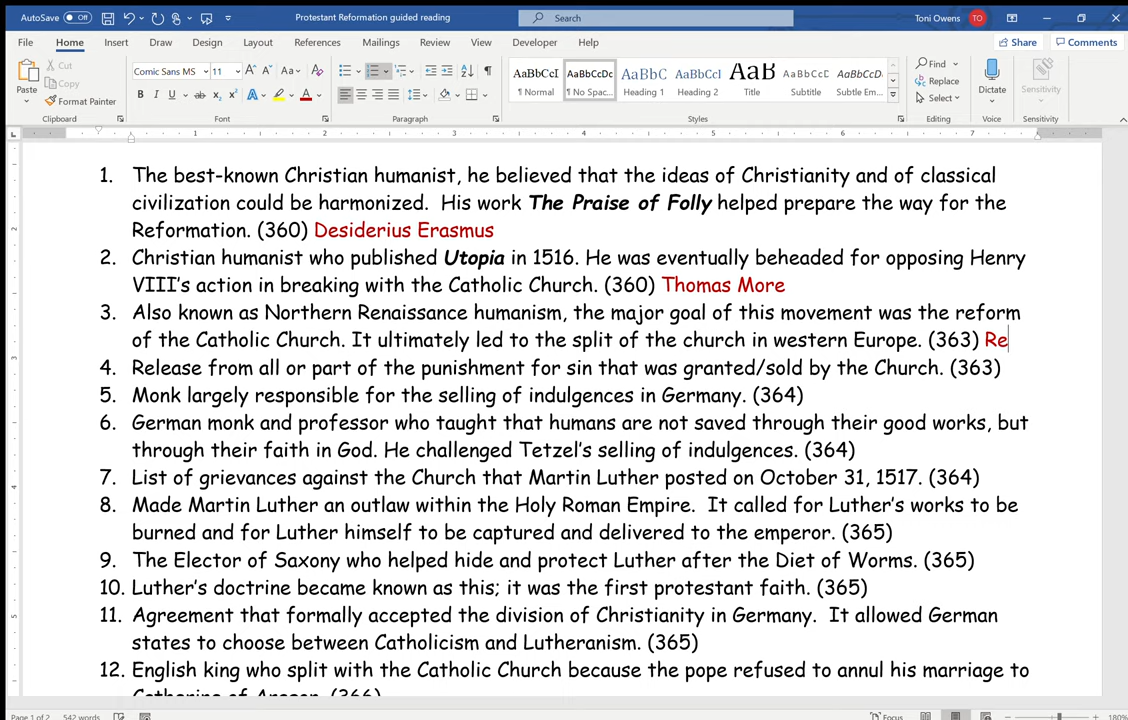 AutoSave Off Protestant Reformation guided reading Search Toni Owens TO
File Home Insert Draw Design Layout References Mailings Review View Developer Help Share Comments
Paste Cut Copy Format Painter Clipboard
Comic Sans MS 11 Font
Paragraph
AaBbCcI ¶ Normal AaBbCcDc ¶ No Spac... AaBbC Heading 1 AaBbCcI Heading 2 AaB Title AaBbCcD Subtitle AaBbCcD Subtle Em... Styles
Find Replace Select Editing
Dictate Voice
Sensitivity Sensitivity
1. The best-known Christian humanist, he believed that the ideas of Christianity and of classical
civilization could be harmonized. His work The Praise of Folly helped prepare the way for the
Reformation. (360) Desiderius Erasmus
2. Christian humanist who published Utopia in 1516. He was eventually beheaded for opposing Henry
VIII's action in breaking with the Catholic Church. (360) Thomas More
3. Also known as Northern Renaissance humanism, the major goal of this movement was the reform
of the Catholic Church. It ultimately led to the split of the church in western Europe. (363) Re
4. Release from all or part of the punishment for sin that was granted/sold by the Church. (363)
5. Monk largely responsible for the selling of indulgences in Germany. (364)
6. German monk and professor who taught that humans are not saved through their good works, but
through their faith in God. He challenged Tetzel's selling of indulgences. (364)
7. List of grievances against the Church that Martin Luther posted on October 31, 1517. (364)
8. Made Martin Luther an outlaw within the Holy Roman Empire. It called for Luther's works to be
burned and for Luther himself to be captured and delivered to the emperor. (365)
9. The Elector of Saxony who helped hide and protect Luther after the Diet of Worms. (365)
10. Luther's doctrine became known as this; it was the first protestant faith. (365)
11. Agreement that formally accepted the division of Christianity in Germany. It allowed German
states to choose between Catholicism and Lutheranism. (365)
12. English king who split with the Catholic Church because the pope refused to annul his marriage to
Catherine of Aragon. (366)
Page 1 of 2 542 words Focus 180%